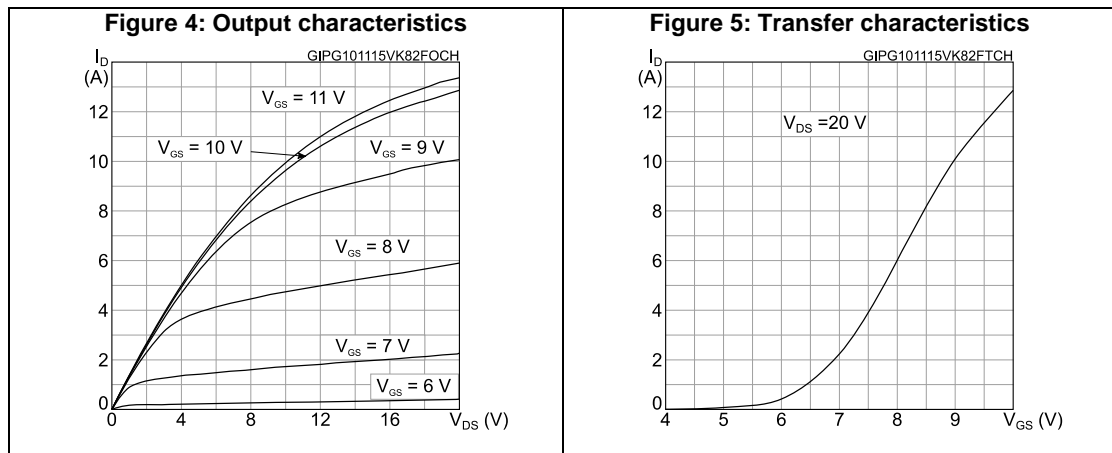 Figure 4: Output characteristics
GIPG101115VK82FOCH
I_D
(A)
12
10
8
6
4
2
0
V_GS = 11 V
V_GS = 10 V
V_GS = 9 V
V_GS = 8 V
V_GS = 7 V
V_GS = 6 V
0 4 8 12 16 V_DS (V)
Figure 5: Transfer characteristics
GIPG101115VK82FTCH
I_D
(A)
12
10
8
6
4
2
0
V_DS =20 V
4 5 6 7 8 9 V_GS (V)